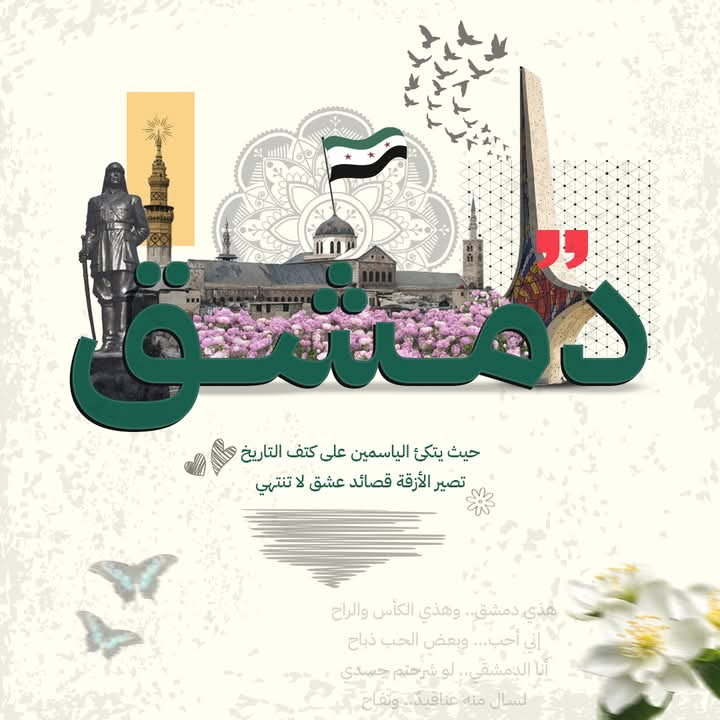 دمشق
حيث يتكئ الياسمين على كتف التاريخ
تصير الأزقة قصائد عشق لا تنتهي
هذي دمشق.. وهذي الكأس والراح
إني أحب... وبعض الحب ذباح
أنا الدمشقي.. لو شرحتم جسدي
لسال منه عناقيد.. وتفاح